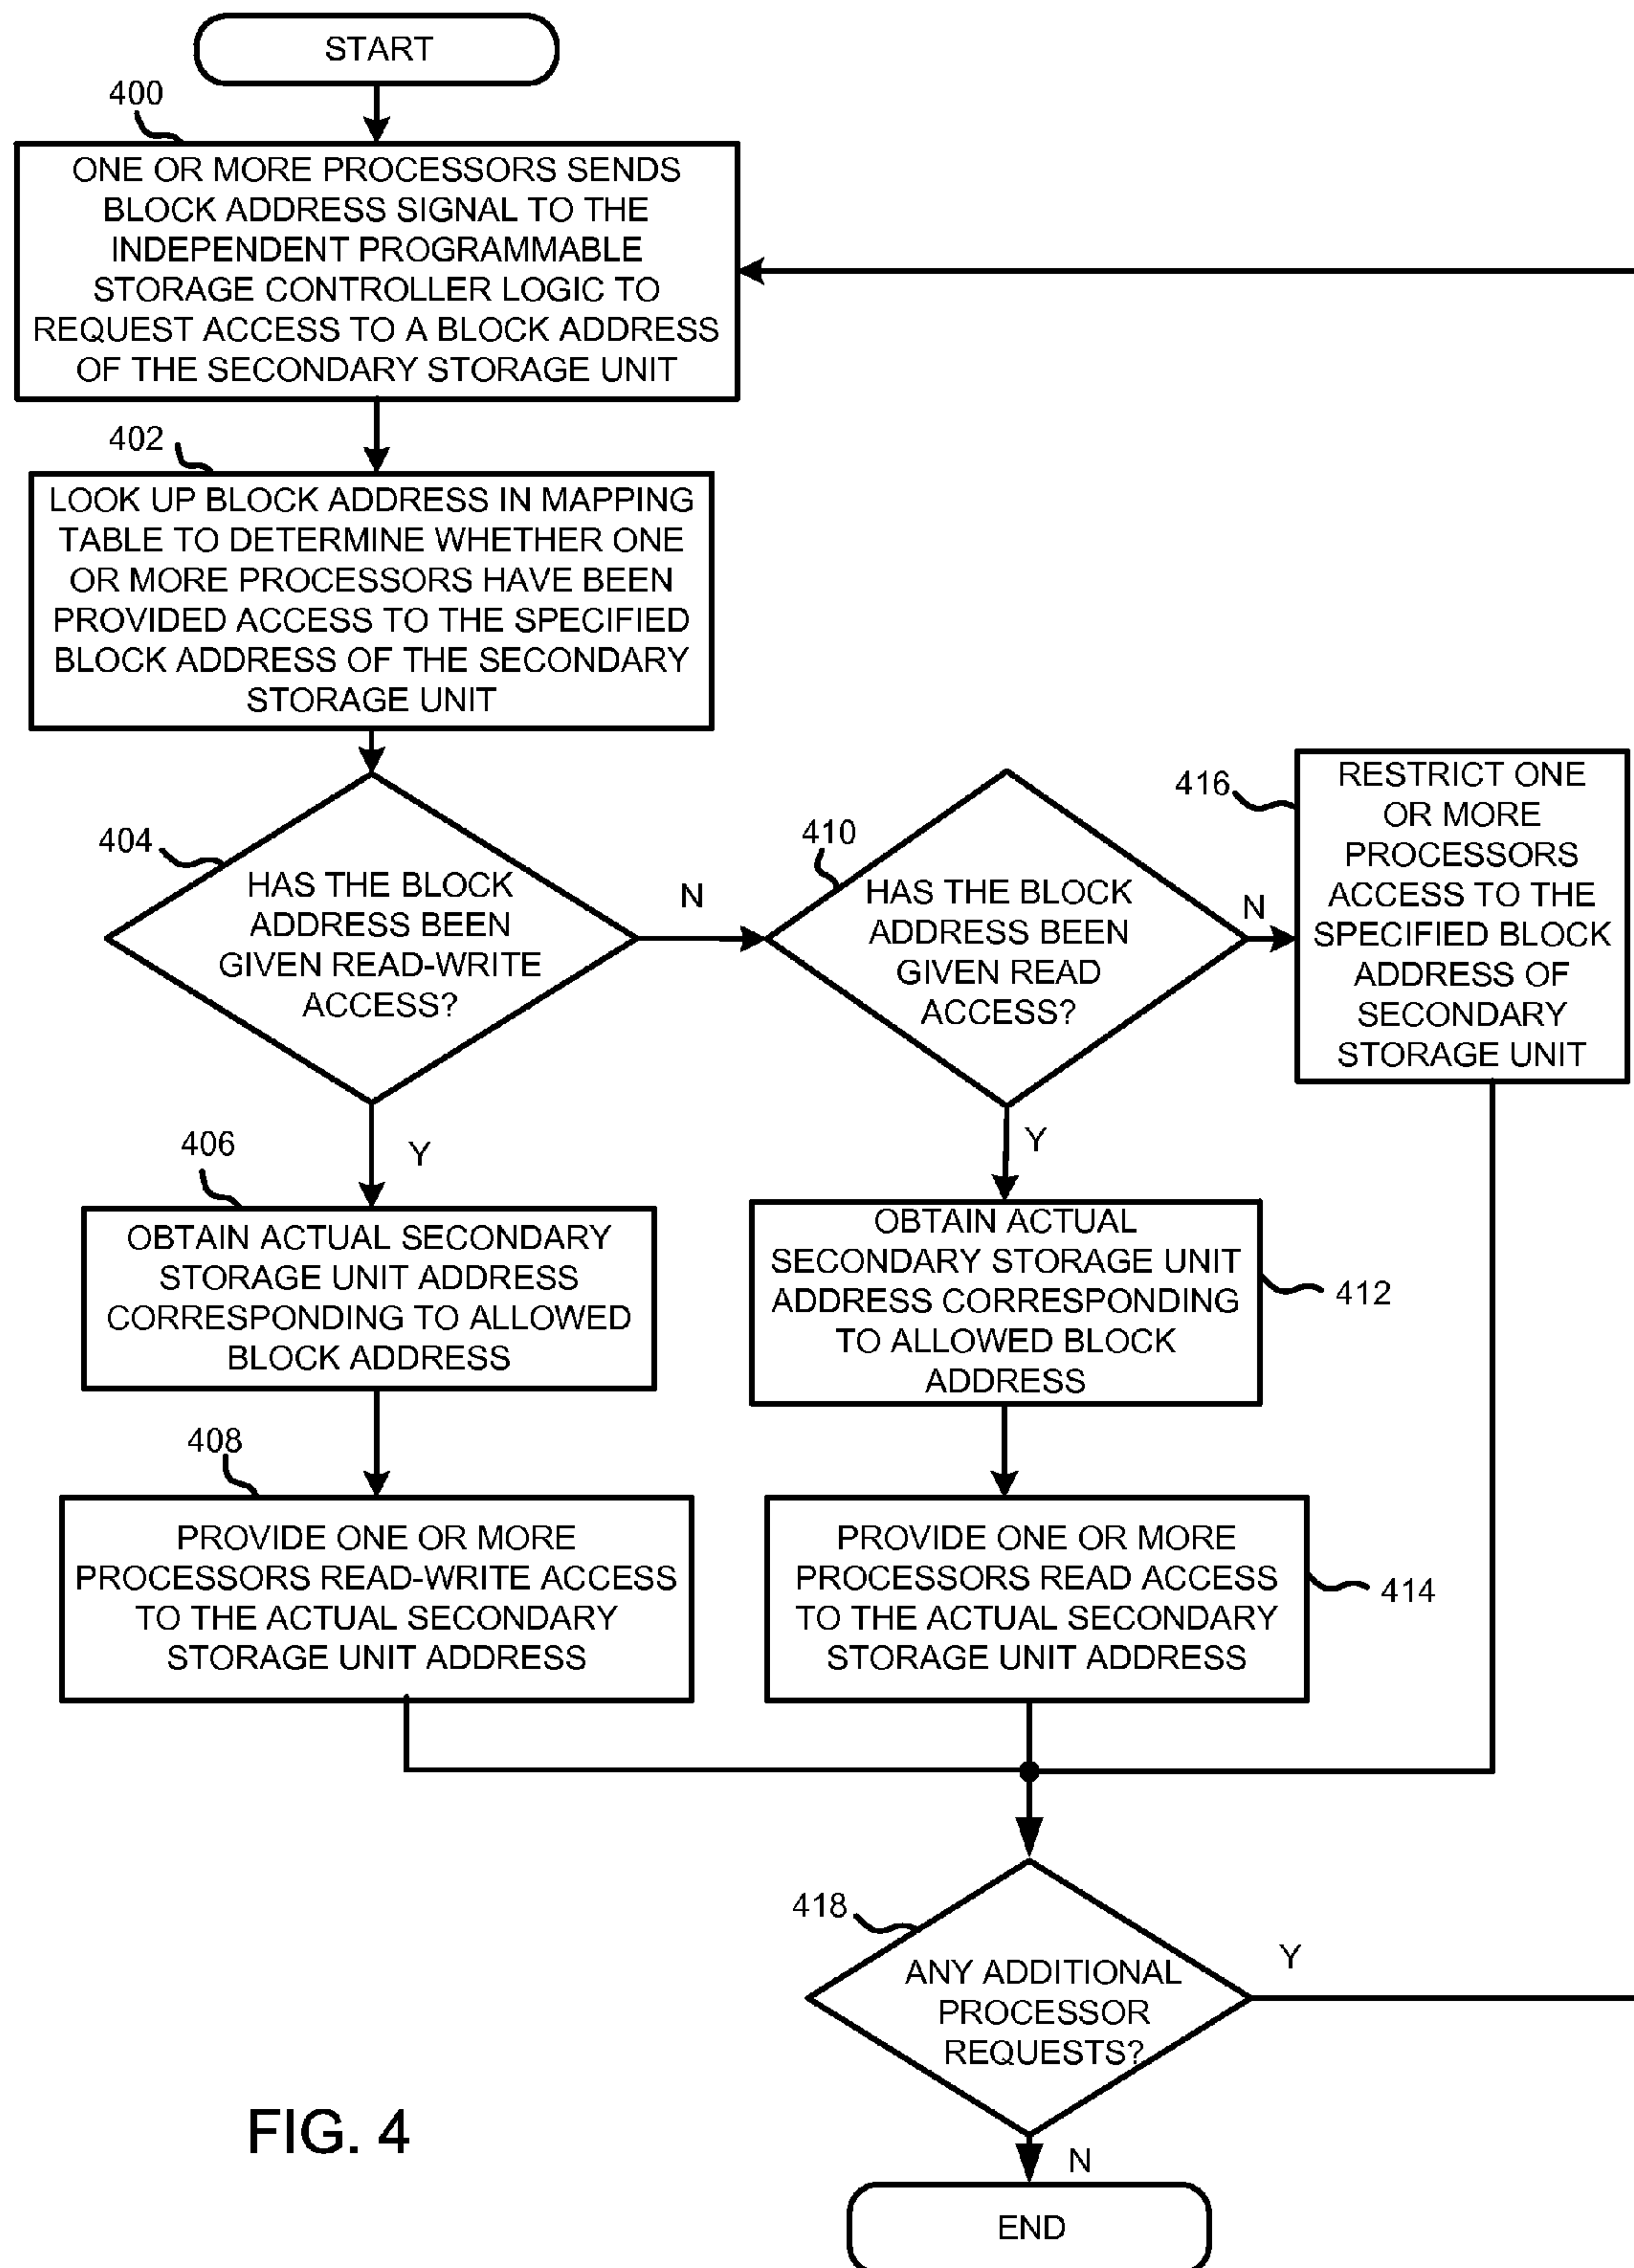 START
400
ONE OR MORE PROCESSORS SENDS
BLOCK ADDRESS SIGNAL TO THE
INDEPENDENT PROGRAMMABLE
STORAGE CONTROLLER LOGIC TO
REQUEST ACCESS TO A BLOCK ADDRESS
OF THE SECONDARY STORAGE UNIT
402
LOOK UP BLOCK ADDRESS IN MAPPING
TABLE TO DETERMINE WHETHER ONE
OR MORE PROCESSORS HAVE BEEN
PROVIDED ACCESS TO THE SPECIFIED
BLOCK ADDRESS OF THE SECONDARY
STORAGE UNIT
404
HAS THE BLOCK
ADDRESS BEEN
GIVEN READ-WRITE
ACCESS?
N
410
HAS THE BLOCK
ADDRESS BEEN
GIVEN READ
ACCESS?
N
416
RESTRICT ONE
OR MORE
PROCESSORS
ACCESS TO THE
SPECIFIED BLOCK
ADDRESS OF
SECONDARY
STORAGE UNIT
Y
406
OBTAIN ACTUAL SECONDARY
STORAGE UNIT ADDRESS
CORRESPONDING TO ALLOWED
BLOCK ADDRESS
Y
OBTAIN ACTUAL
SECONDARY STORAGE UNIT
ADDRESS CORRESPONDING
TO ALLOWED BLOCK
ADDRESS
412
408
PROVIDE ONE OR MORE
PROCESSORS READ-WRITE ACCESS
TO THE ACTUAL SECONDARY
STORAGE UNIT ADDRESS
PROVIDE ONE OR MORE
PROCESSORS READ ACCESS
TO THE ACTUAL SECONDARY
STORAGE UNIT ADDRESS
414
418
ANY ADDITIONAL
PROCESSOR
REQUESTS?
Y
N
END
FIG. 4